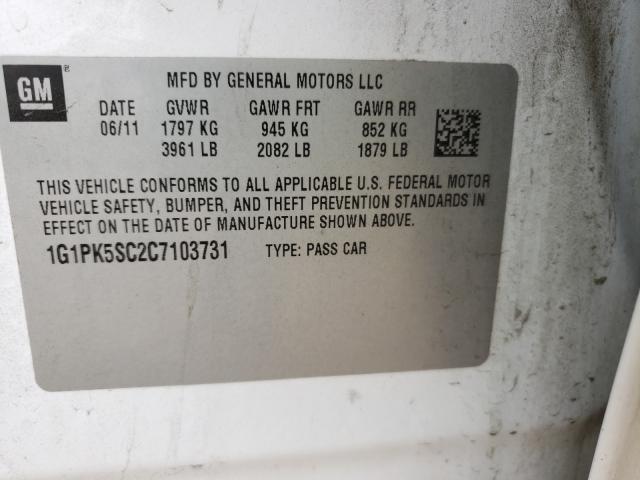 GM
MFD BY GENERAL MOTORS LLC
DATE GVWR GAWR FRT GAWR RR
06/11 1797 KG 945 KG 852 KG
3961 LB 2082 LB 1879 LB
THIS VEHICLE CONFORMS TO ALL APPLICABLE U.S. FEDERAL MOTOR
VEHICLE SAFETY, BUMPER, AND THEFT PREVENTION STANDARDS IN
EFFECT ON THE DATE OF MANUFACTURE SHOWN ABOVE.
1G1PK5SC2C7103731 TYPE: PASS CAR